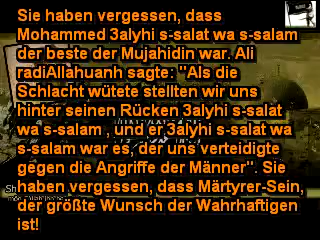 Sie haben vergessen, dass
Mohammed 3alyhi s-salat wa s-salam
der beste der Mujahidin war. Ali
radiAllahuanh sagte: "Als die
Schlacht wütete stellten wir uns
hinter seinen Rücken 3alyhi s-salat
wa s-salam , und er 3alyhi s-salat wa
s-salam war es, der uns verteidigte
gegen die Angriffe der Männer". Sie
haben vergessen, dass Märtyrer-Sein,
der größte Wunsch der Wahrhaftigen
ist!